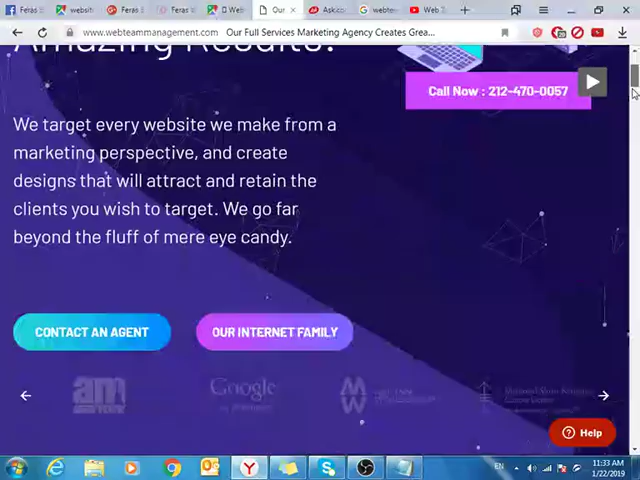 Feras
websit
Feras
Feras
Web
Our
Ask.co
webte
Web T
www.webteammanagement.com Our Full Services Marketing Agency Creates Grea...
Amazing Results!
Call Now : 212-470-0057
We target every website we make from a
marketing perspective, and create
designs that will attract and retain the
clients you wish to target. We go far
beyond the fluff of mere eye candy.
CONTACT AN AGENT
OUR INTERNET FAMILY
am
Google
Help
EN
11:33 AM
1/22/2019